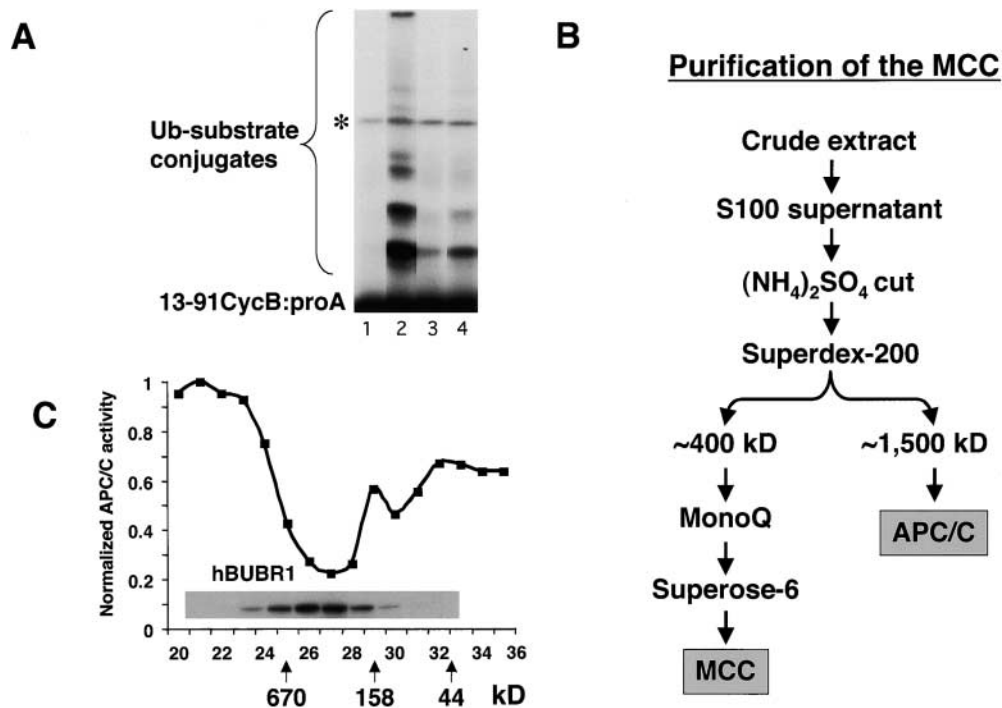 A
Ub-substrate
conjugates
*
13-91CycB:proA
1 2 3 4
B
Purification of the MCC
Crude extract
S100 supernatant
(NH4)2SO4 cut
Superdex-200
~400 kD
~1,500 kD
MonoQ
APC/C
Superose-6
MCC
C
Normalized APC/C activity
1
0.8
0.6
0.4
0.2
0
hBUBR1
20 22 24 26 28 30 32 34 36
670 158 44 kD